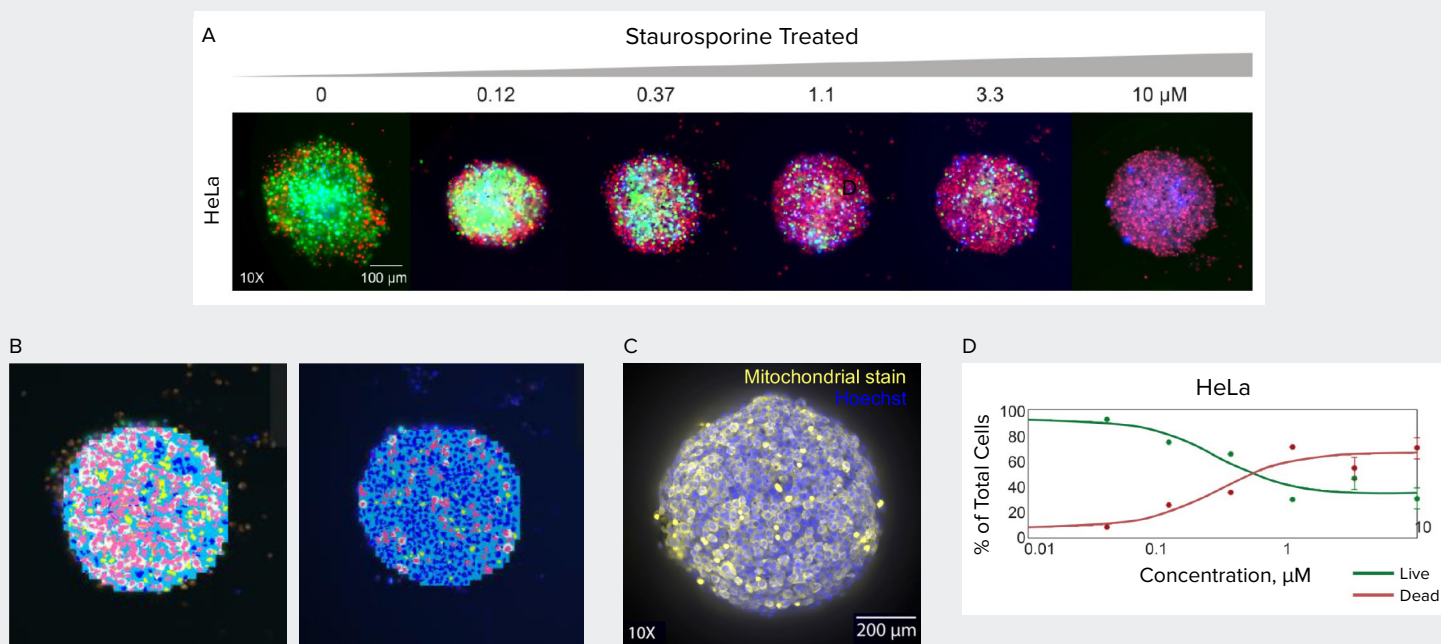 A
Staurosporine Treated
0 0.12 0.37 1.1 3.3 10 µM
HeLa
D
10X
100 µm
B
C
Mitochondrial stain
Hoechst
10X
200 µm
D
HeLa
% of Total Cells
100
80
60
40
20
0
10
0.01 0.1 1
Concentration, µM
Live
Dead